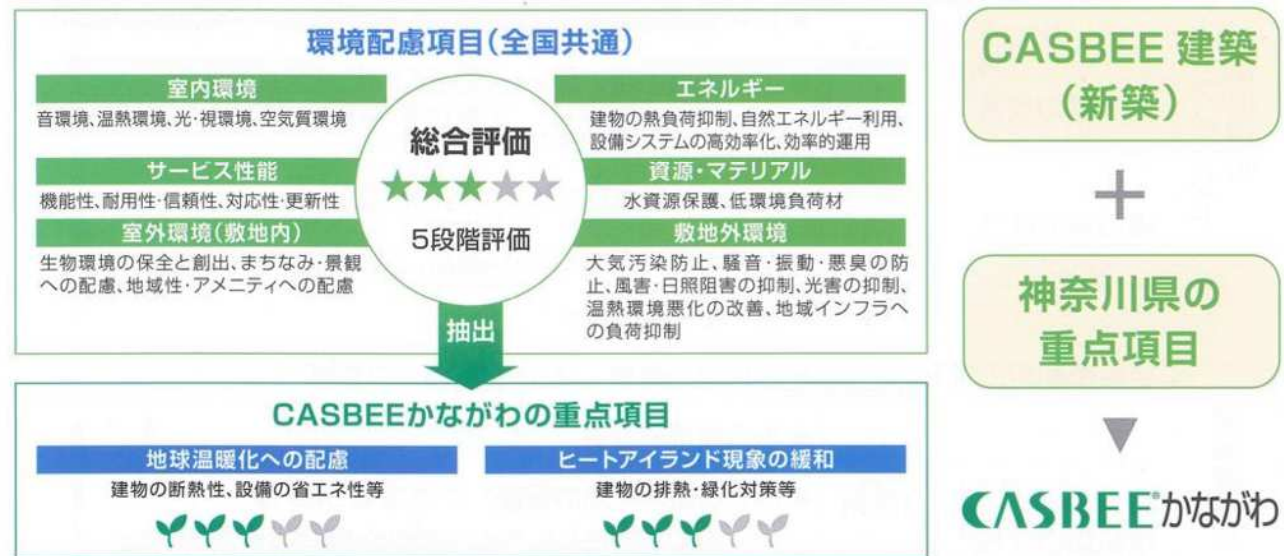 環境配慮項目(全国共通)
室内環境
音環境、温熱環境、光・視環境、空気質環境
サービス性能
機能性、耐用性・信頼性、対応性・更新性
室外環境(敷地内)
生物環境の保全と創出、まちなみ・景観
への配慮、地域性・アメニティへの配慮
総合評価
★★★★★
5段階評価
エネルギー
建物の熱負荷抑制、自然エネルギー利用、
設備システムの高効率化、効率的運用
資源・マテリアル
水資源保護、低環境負荷材
敷地外環境
大気汚染防止、騒音・振動・悪臭の防
止、風害・日照阻害の抑制、光害の抑制、
温熱環境悪化の改善、地域インフラへ
の負荷抑制
抽出
CASBEEかながわの重点項目
地球温暖化への配慮
建物の断熱性、設備の省エネ性等
ヒートアイランド現象の緩和
建物の排熱・緑化対策等
CASBEE 建築
(新築)
+
神奈川県の
重点項目
▼
CASBEE®かながわ